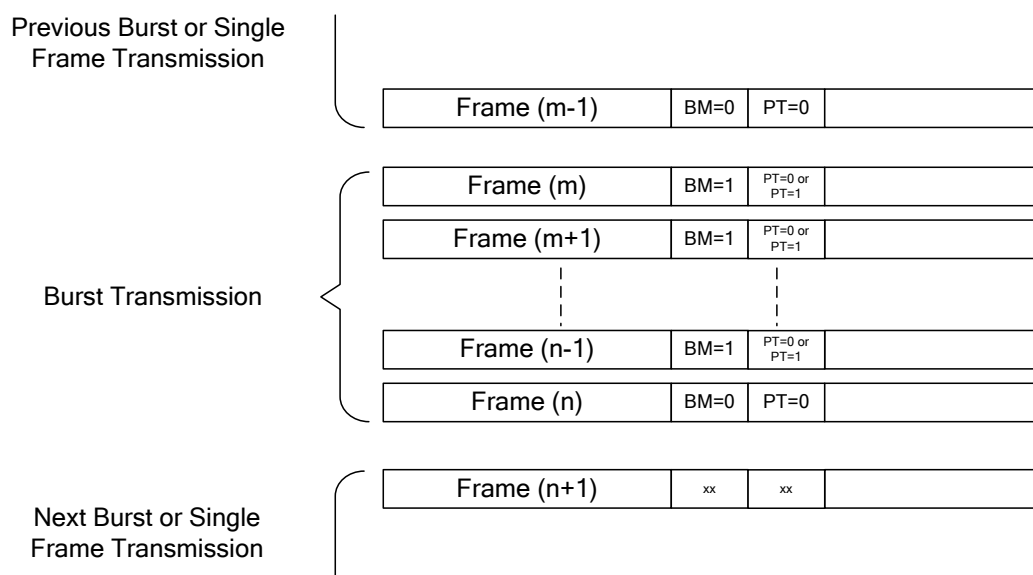 Previous Burst or Single
Frame Transmission
Frame (m-1) BM=0 PT=0
Frame (m) BM=1 PT=0 or
PT=1
Frame (m+1) BM=1 PT=0 or
PT=1
Burst Transmission
Frame (n-1) BM=1 PT=0 or
PT=1
Frame (n) BM=0 PT=0
Frame (n+1) xx xx
Next Burst or Single
Frame Transmission